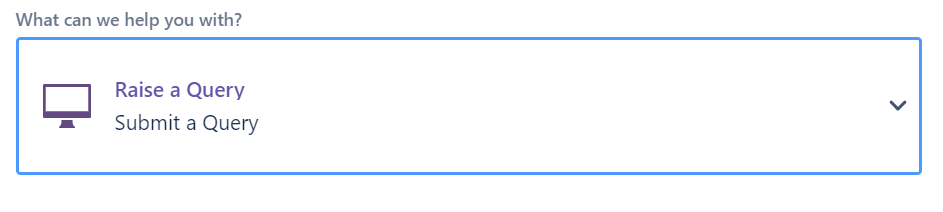 What can we help you with?
Raise a Query
Submit a Query